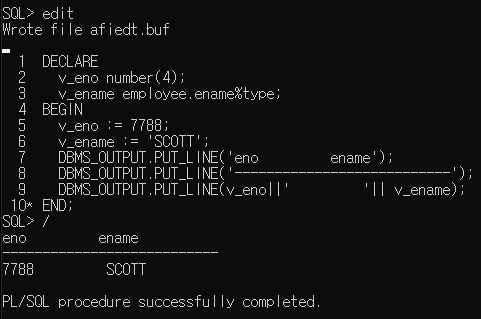 SQL> edit
Wrote file afiedt.buf
  1  DECLARE
  2    v_eno number(4);
  3    v_ename employee.ename%type;
  4  BEGIN
  5    v_eno := 7788;
  6    v_ename := 'SCOTT';
  7    DBMS_OUTPUT.PUT_LINE('eno         ename');
  8    DBMS_OUTPUT.PUT_LINE('---------------------------');
  9    DBMS_OUTPUT.PUT_LINE(v_eno||'         '|| v_ename);
 10* END;
SQL> /
eno         ename
---------------------------
7788         SCOTT
PL/SQL procedure successfully completed.